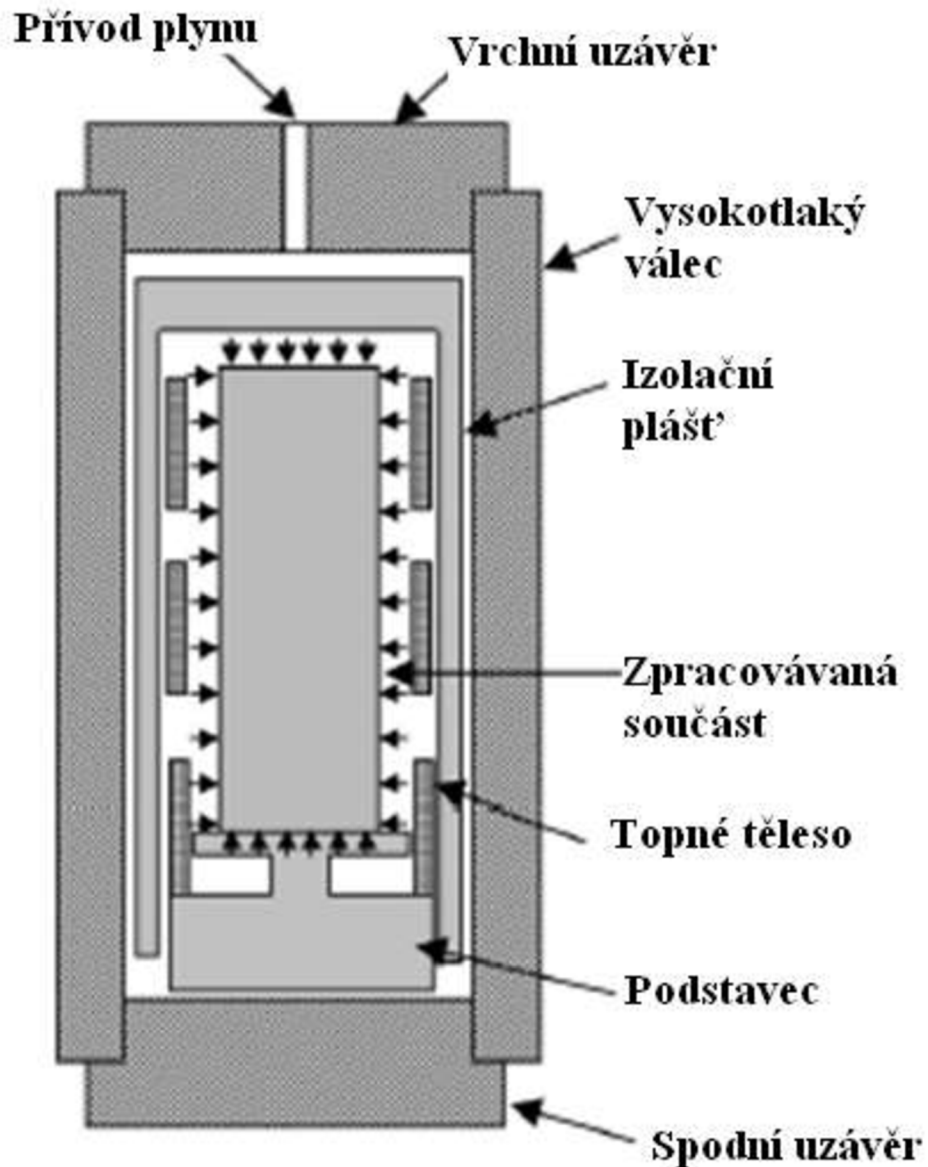 Přívod plynu
Vrchní uzávěr
Vysokotlaký
válec
Izolační
plášť
Zpracovávaná
součást
Topné těleso
Podstavec
Spodní uzávěr